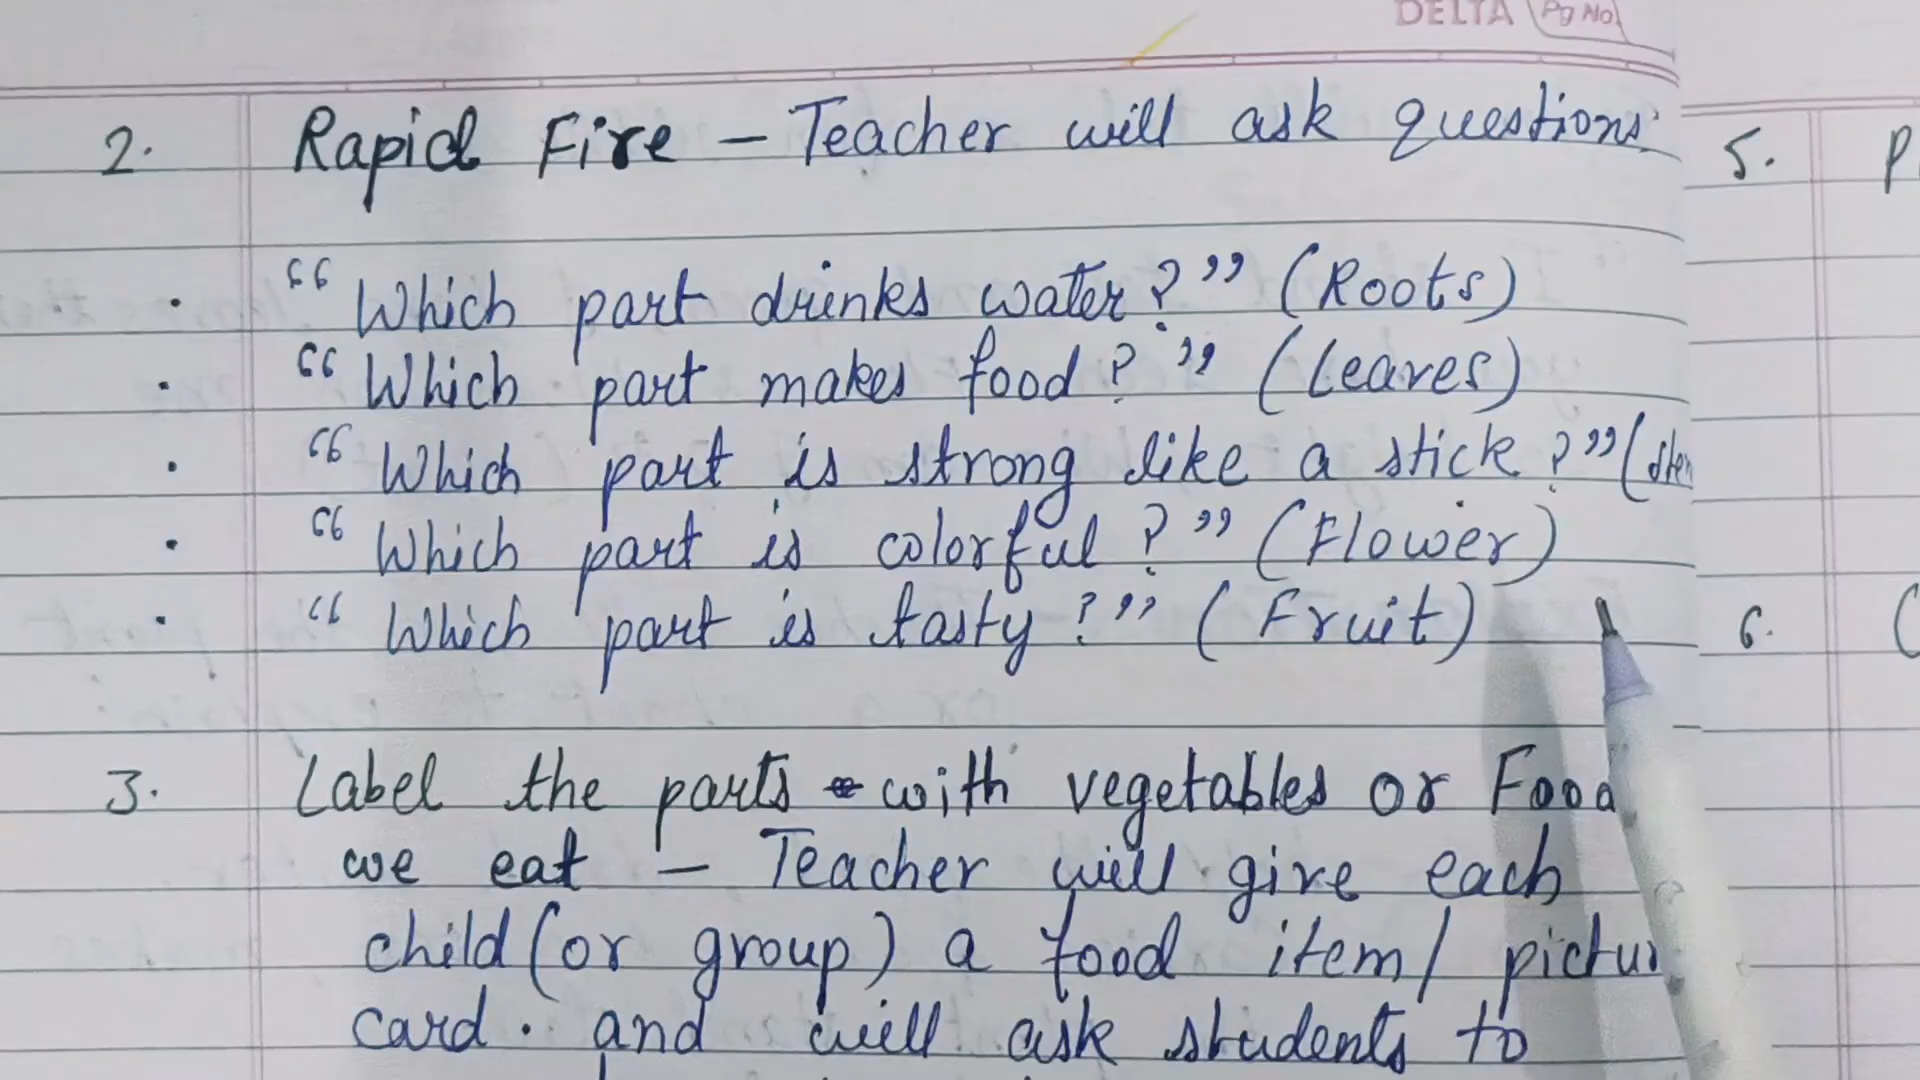 DELTA Pg No.
2. Rapid Fire – Teacher will ask questions
. “Which part drinks water?” (Roots)
. “Which part makes food?” (Leaves)
. “Which part is strong like a stick?” (
. “Which part is colorful?” (Flower)
. “Which part is tasty?” (Fruit)
3. Label the parts with vegetables or Food
we eat – Teacher will give each
child (or group) a food item/
card. and will ask students to
5.
6.